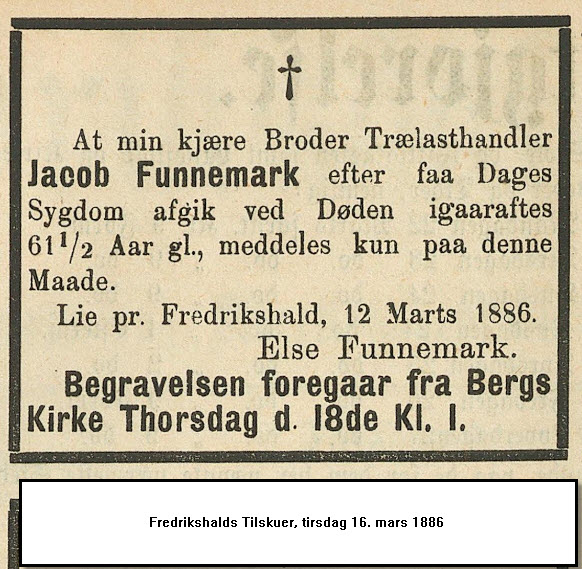 At min kjære Broder Trælasthandler
Jacob Funnemark efter faa Dages
Sygdom afgik ved Døden igaaraftes
61 1/2 Aar gl., meddeles kun paa denne
Maade.
Lie pr. Fredrikshald, 12 Marts 1886.
Else Funnemark.
Begravelsen foregaar fra Bergs
Kirke Thorsdag d. 18de Kl. 1.
Fredrikshalds Tilskuer, tirsdag 16. mars 1886